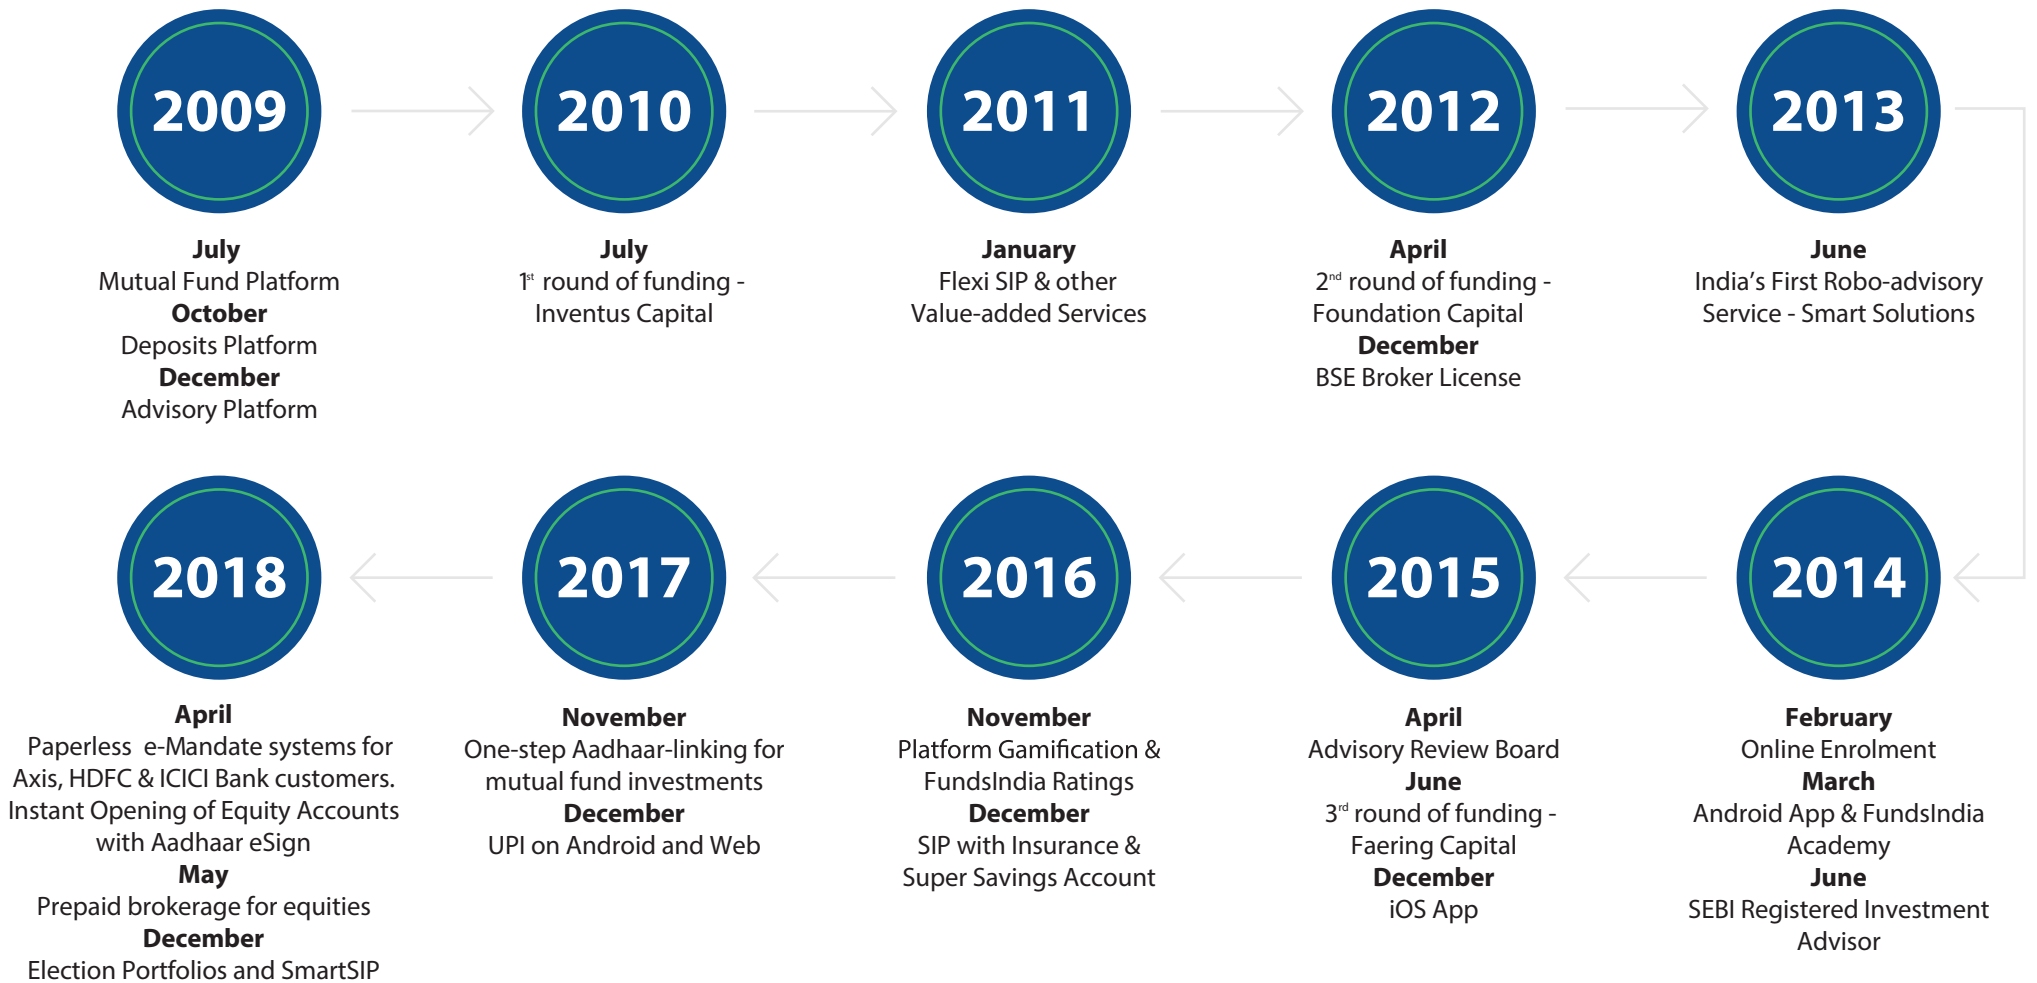 2009
July
Mutual Fund Platform
October
Deposits Platform
December
Advisory Platform
2010
July
1st round of funding -
Inventus Capital
2011
January
Flexi SIP & other
Value-added Services
2012
April
2nd round of funding -
Foundation Capital
December
BSE Broker License
2013
June
India’s First Robo-advisory
Service - Smart Solutions
2014
February
Online Enrolment
March
Android App & FundsIndia
Academy
June
SEBI Registered Investment
Advisor
2015
April
Advisory Review Board
June
3rd round of funding -
Faering Capital
December
iOS App
2016
November
Platform Gamification &
FundsIndia Ratings
December
SIP with Insurance &
Super Savings Account
2017
November
One-step Aadhaar-linking for
mutual fund investments
December
UPI on Android and Web
2018
April
Paperless e-Mandate systems for
Axis, HDFC & ICICI Bank customers.
Instant Opening of Equity Accounts
with Aadhaar eSign
May
Prepaid brokerage for equities
December
Election Portfolios and SmartSIP